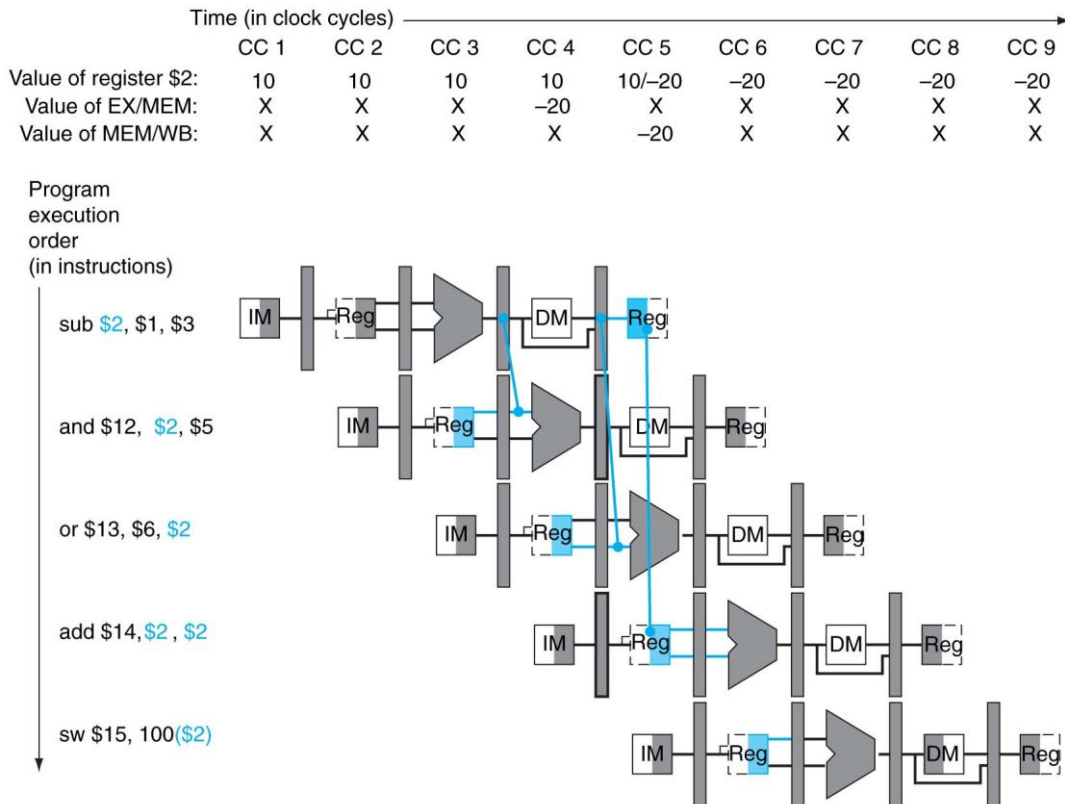 Time (in clock cycles)
CC 1 CC 2 CC 3 CC 4 CC 5 CC 6 CC 7 CC 8 CC 9
Value of register $2: 10 10 10 10 10/–20 –20 –20 –20 –20
Value of EX/MEM: X X X –20 X X X X X
Value of MEM/WB: X X X X –20 X X X X
Program
execution
order
(in instructions)
sub $2, $1, $3 IM Reg DM Reg
and $12, $2, $5 IM Reg DM Reg
or $13, $6, $2 IM Reg DM Reg
add $14,$2 , $2 IM Reg DM Reg
sw $15, 100($2) IM Reg DM Reg